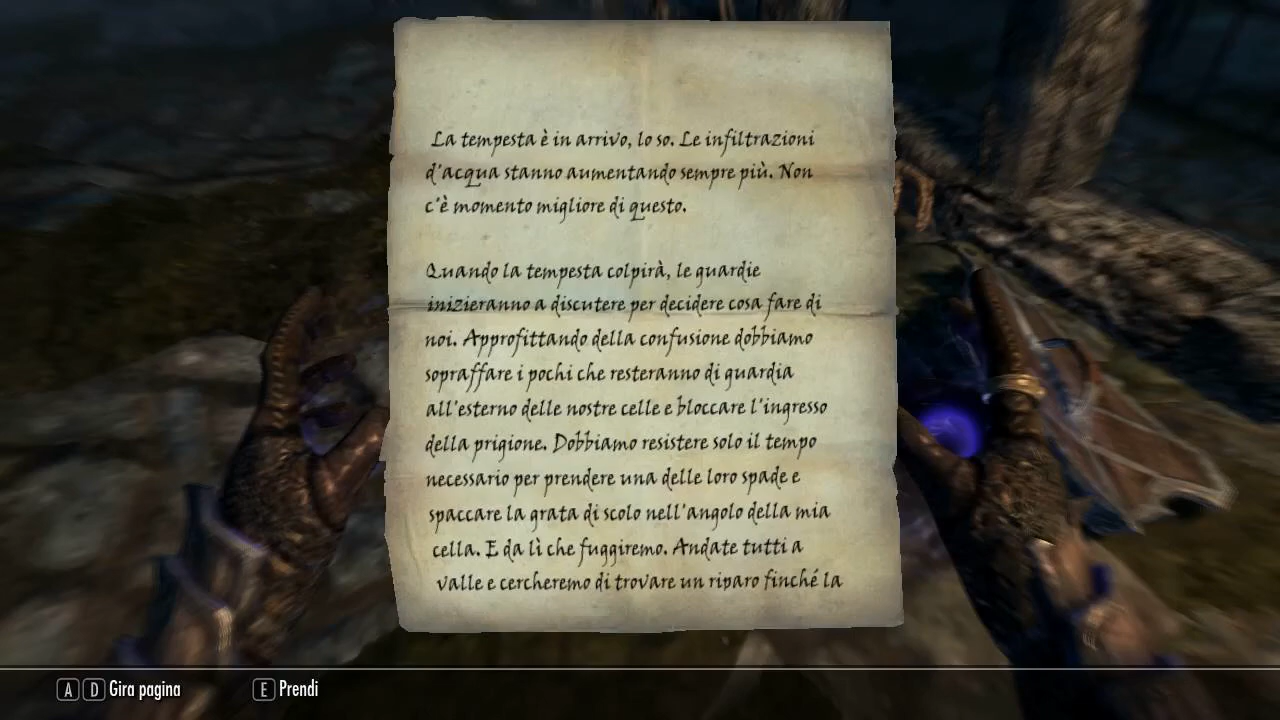 La tempesta è in arrivo, lo so. Le infiltrazioni
d'acqua stanno aumentando sempre più. Non
c'è momento migliore di questo.
Quando la tempesta colpirà, le guardie
inizieranno a discutere per decidere cosa fare di
noi. Approfittando della confusione dobbiamo
sopraffare i pochi che resteranno di guardia
all'esterno delle nostre celle e bloccare l'ingresso
della prigione. Dobbiamo resistere solo il tempo
necessario per prendere una delle loro spade e
spaccare la grata di scolo nell'angolo della mia
cella. E da lì che fuggiremo. Andate tutti a
valle e cercheremo di trovare un riparo finché la
A D Gira pagina E Prendi